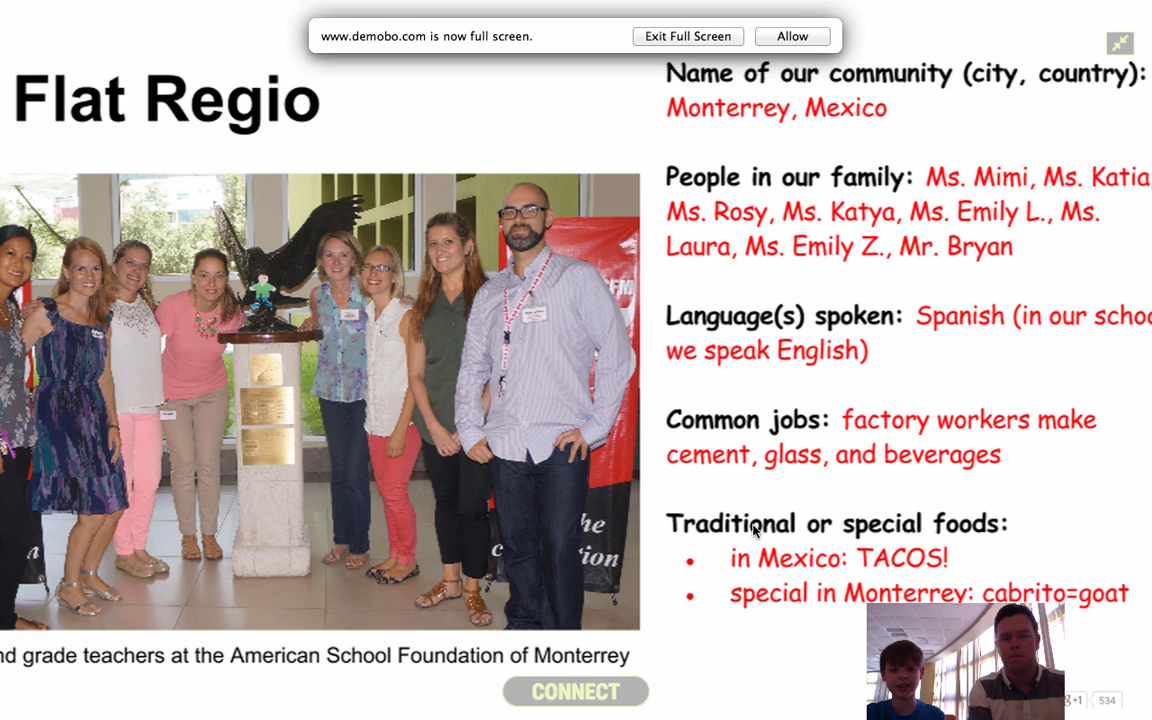 www.demobo.com is now full screen.
Exit Full Screen
Allow
Flat Regio
Name of our community (city, country):
Monterrey, Mexico
People in our family: Ms. Mimi, Ms. Katia,
Ms. Rosy, Ms. Katya, Ms. Emily L., Ms.
Laura, Ms. Emily Z., Mr. Bryan
Language(s) spoken: Spanish (in our
we speak English)
Common jobs: factory workers make
cement, glass, and beverages
Traditional or special foods:
• in Mexico: TACOS!
• special in Monterrey: cabrito=goat
grade teachers at the American School Foundation of Monterrey
CONNECT
+1
534